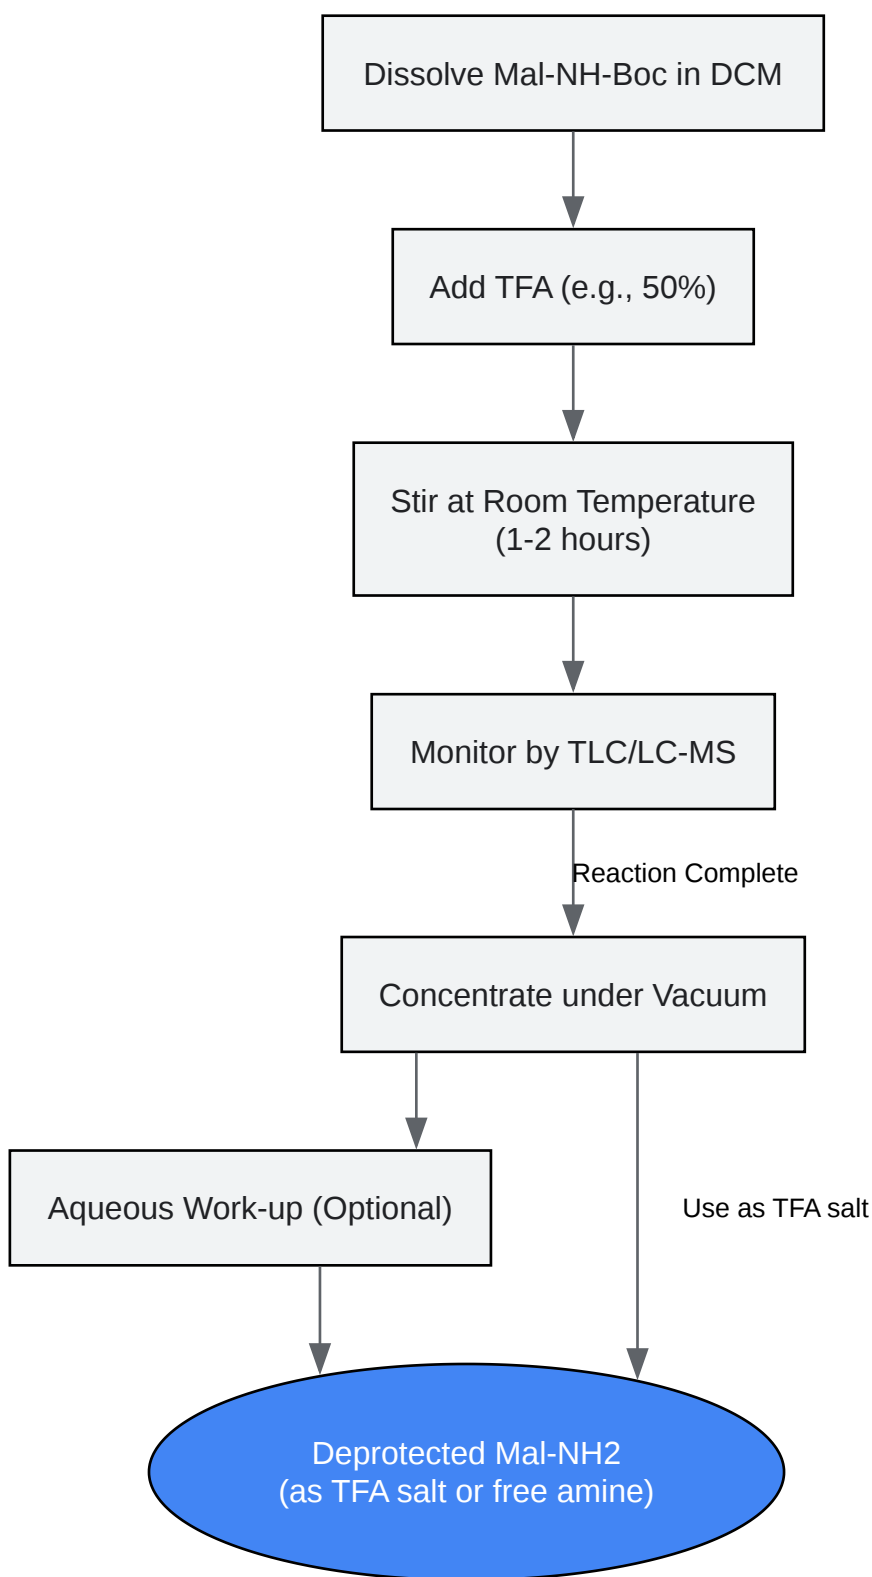 Dissolve Mal-NH-Boc in DCM
Add TFA (e.g., 50%)
Stir at Room Temperature
(1-2 hours)
Monitor by TLC/LC-MS
Reaction Complete
Concentrate under Vacuum
Aqueous Work-up (Optional)
Use as TFA salt
Deprotected Mal-NH2
(as TFA salt or free amine)